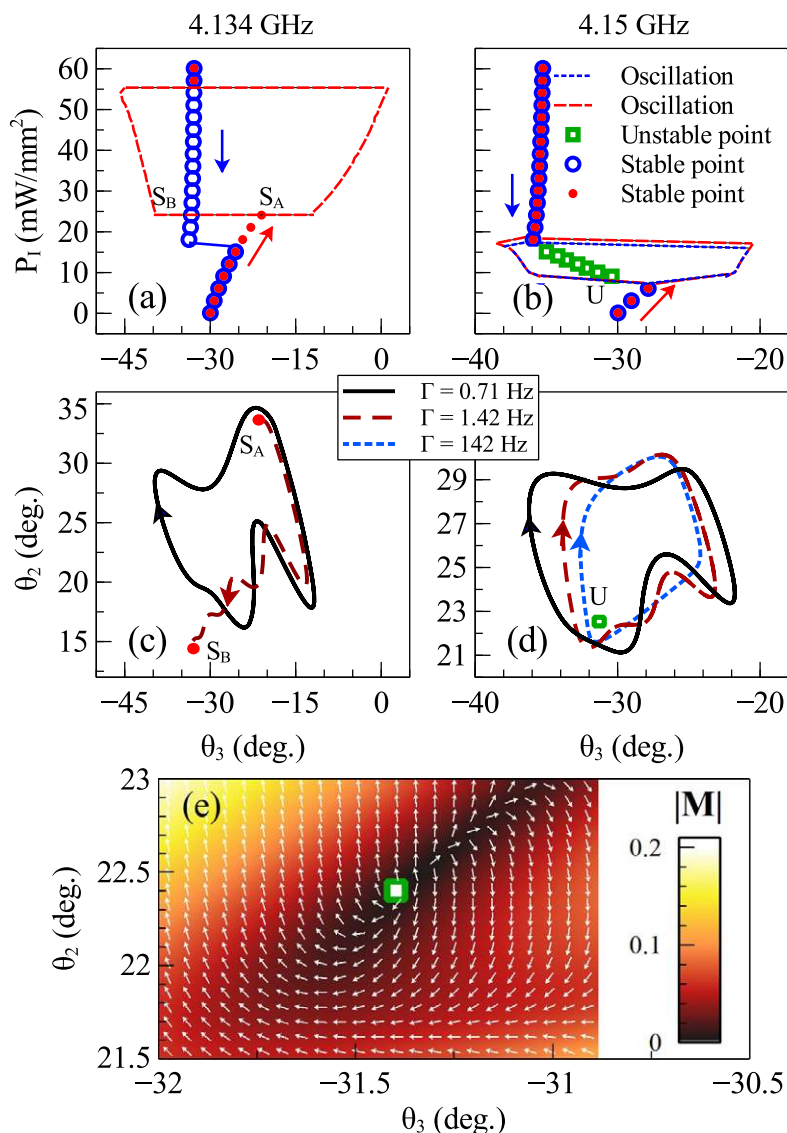 4.134 GHz 4.15 GHz
60
50
40
30
20
10
0
P_I (mW/mm²)
S_B S_A
(a)
−45 −30 −15 0
Oscillation
Oscillation
Unstable point
Stable point
Stable point
U
(b)
−40 −30 −20
Γ = 0.71 Hz
Γ = 1.42 Hz
Γ = 142 Hz
35
30
25
20
15
θ₂ (deg.)
S_A
S_B
(c)
−45 −30 −15 0
θ₃ (deg.)
29
27
25
23
21
U
(d)
−40 −30 −20
θ₃ (deg.)
23
22.5
22
21.5
θ₂ (deg.)
(e)
|M|
0.2
0.1
0
−32 −31.5 −31 −30.5
θ₃ (deg.)